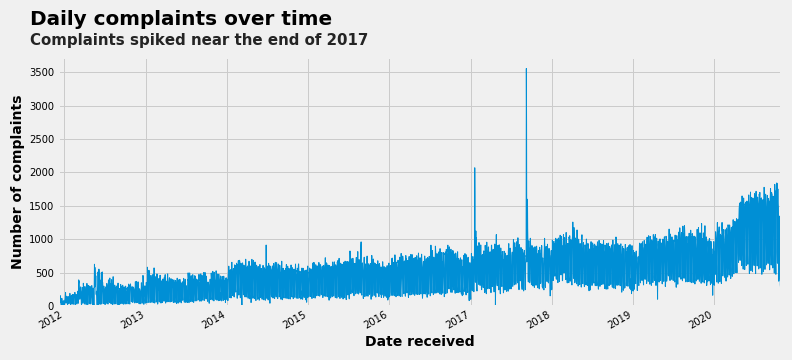 Daily complaints over time
Complaints spiked near the end of 2017
3500
3000
2500
2000
1500
1000
500
0
Number of complaints
2012 2013 2014 2015 2016 2017 2018 2019 2020
Date received